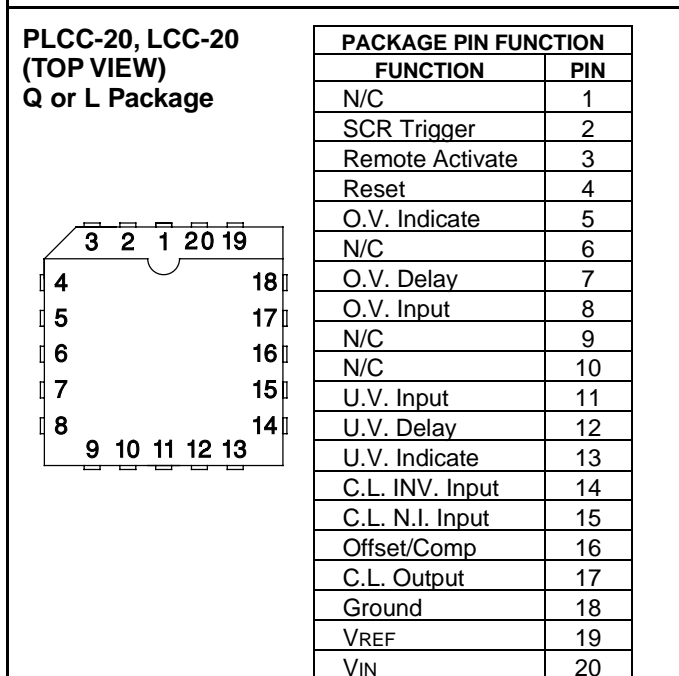 PLCC-20, LCC-20
(TOP VIEW)
Q or L Package
3 2 1 20 19
4 18
5 17
6 16
7 15
8 14
9 10 11 12 13
PACKAGE PIN FUNCTION
FUNCTION PIN
N/C 1
SCR Trigger 2
Remote Activate 3
Reset 4
O.V. Indicate 5
N/C 6
O.V. Delay 7
O.V. Input 8
N/C 9
N/C 10
U.V. Input 11
U.V. Delay 12
U.V. Indicate 13
C.L. INV. Input 14
C.L. N.I. Input 15
Offset/Comp 16
C.L. Output 17
Ground 18
VREF 19
VIN 20